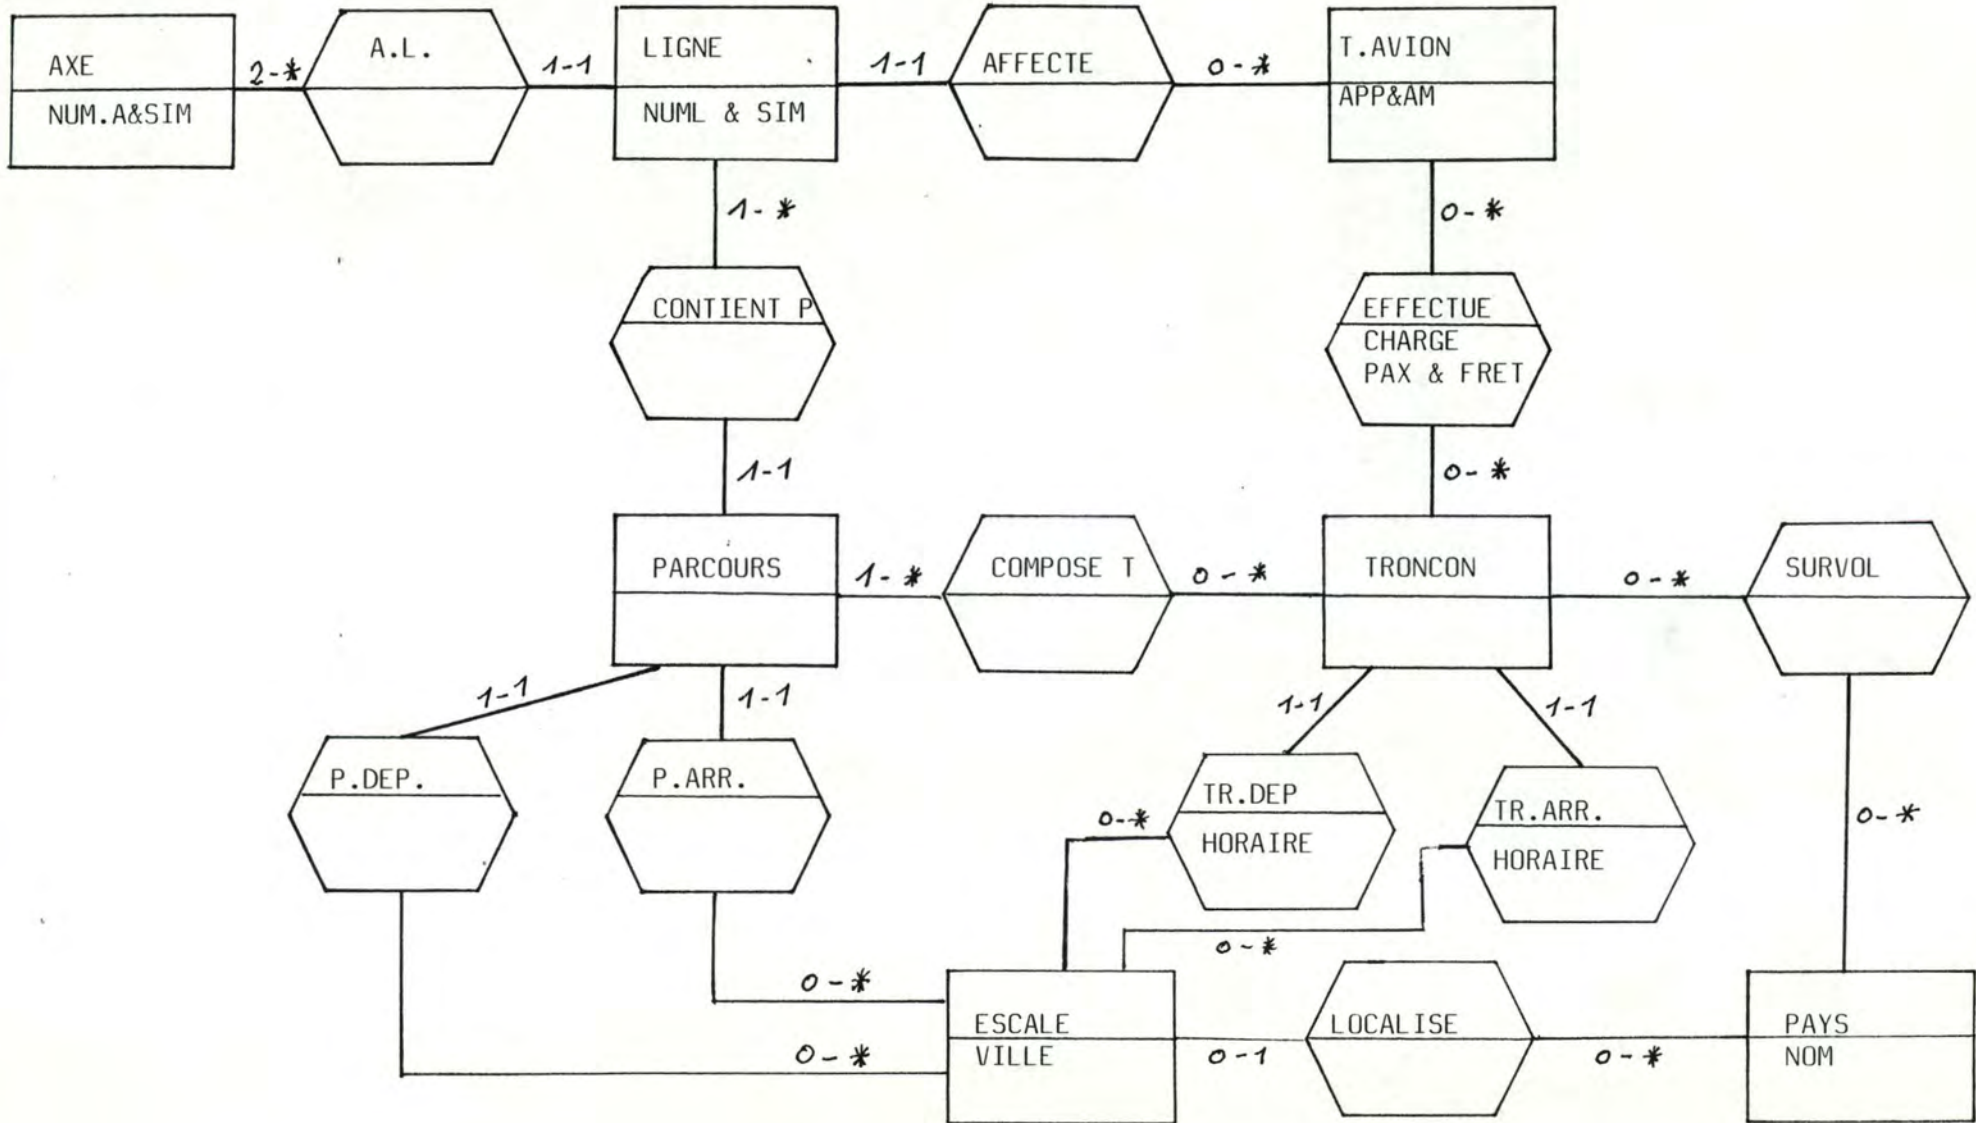 AXE
NUM.A&SIM
2-*
A.L.
1-1
LIGNE
NUML & SIM
1-1
AFFECTE
0-*
T.AVION
APP&AM
1-*
0-*
CONTIENT P
EFFECTUE
CHARGE
PAX & FRET
1-1
0-*
PARCOURS
1-*
COMPOSE T
0-*
TRONCON
0-*
SURVOL
1-1
1-1
1-1
1-1
P.DEP.
P.ARR.
TR.DEP
HORAIRE
TR.ARR.
HORAIRE
0-*
0-*
0-*
0-*
0-*
ESCALE
VILLE
0-1
LOCALISE
0-*
PAYS
NOM